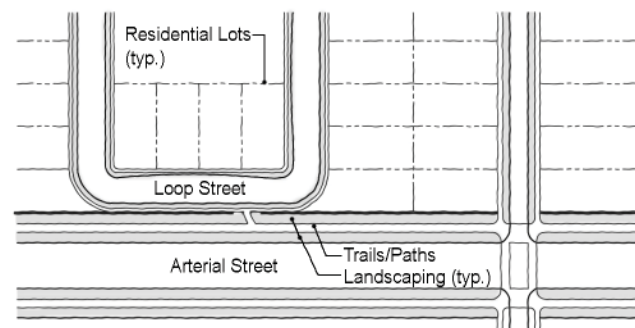 Residential Lots
(typ.)
Loop Street
Trails/Paths
Arterial Street
Landscaping (typ.)